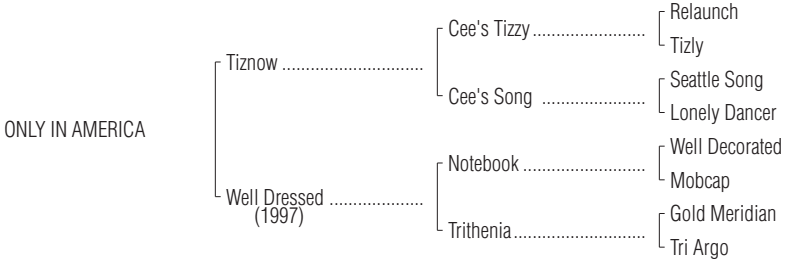 Relaunch
Cee's Tizzy ........................
Tizly
Tiznow ..............................
Seattle Song
Cee's Song ......................
Lonely Dancer
ONLY IN AMERICA
Well Decorated
Notebook ..........................
Mobcap
Well Dressed ....................
(1997)
Gold Meridian
Trithenia............................
Tri Argo